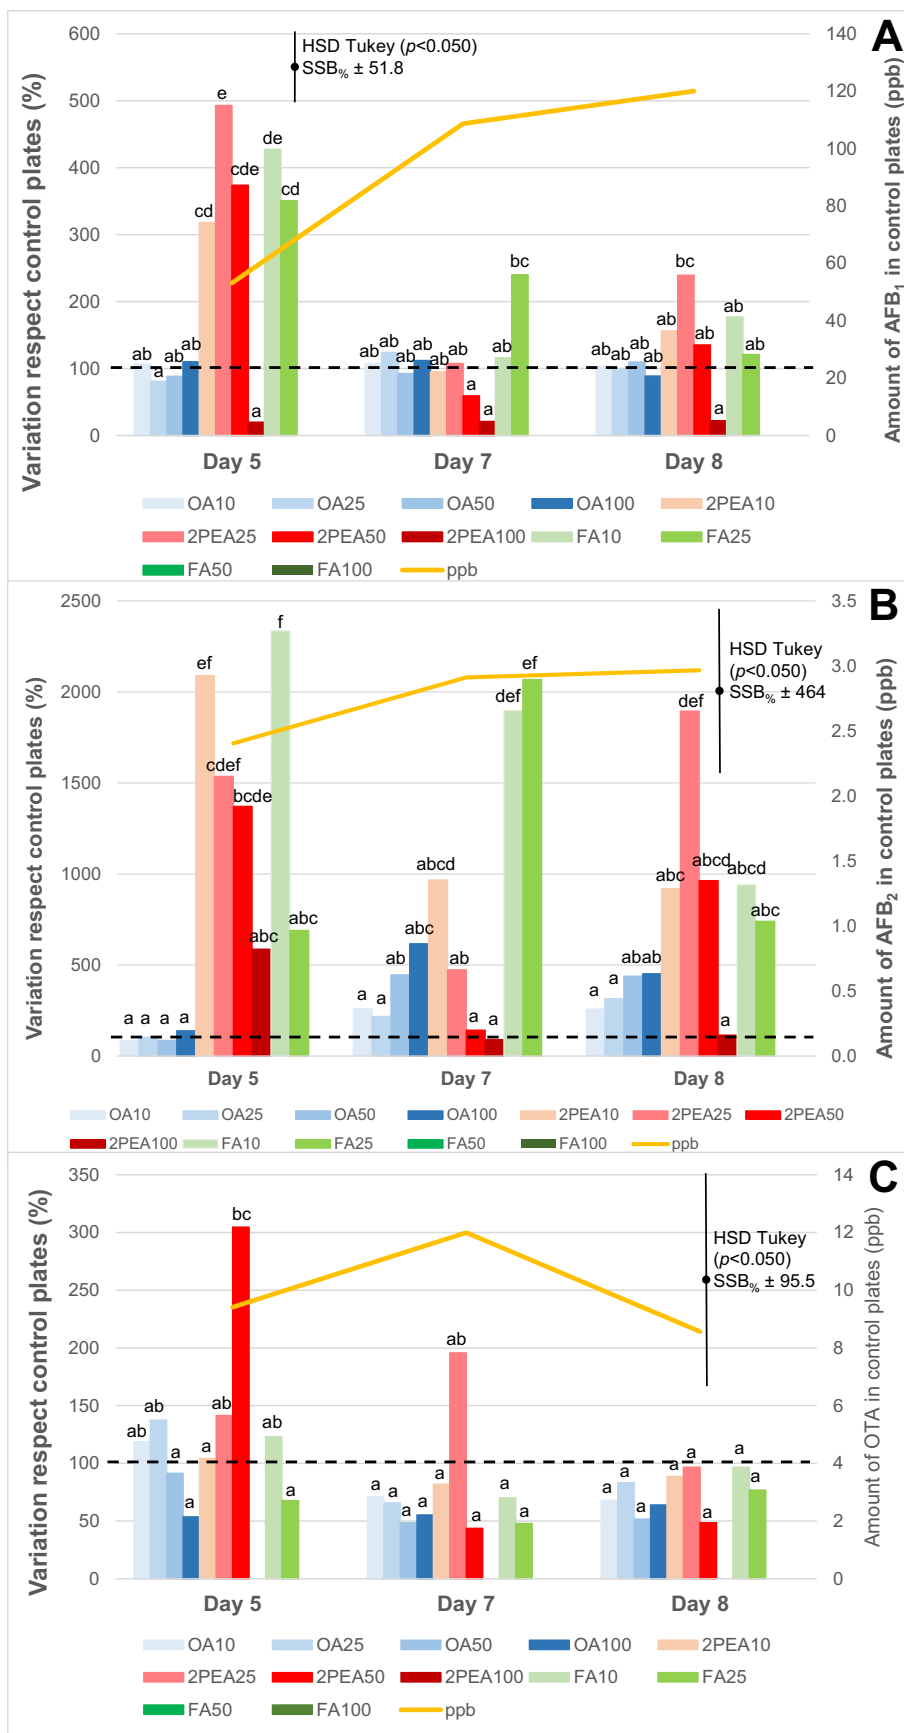 A
HSD Tukey (p<0.050)
SSB% ± 51.8
Variation respect control plates (%)
Amount of AFB1 in control plates (ppb)
600
500
400
300
200
100
0
140
120
100
80
60
40
20
0
ab
a
ab
ab
cd
e
cde
a
de
cd
ab
ab
ab
ab
ab
ab
a
a
ab
bc
ab
ab
ab
ab
ab
bc
ab
a
ab
ab
Day 5 Day 7 Day 8
OA10 OA25 OA50 OA100 2PEA10
2PEA25 2PEA50 2PEA100 FA10 FA25
FA50 FA100 ppb
B
HSD Tukey
(p<0.050)
SSB% ± 464
Variation respect control plates (%)
Amount of AFB2 in control plates (ppb)
2500
2000
1500
1000
500
0
3.5
3.0
2.5
2.0
1.5
1.0
0.5
0.0
a
a
a
a
ef
cdef
bcde
abc
f
abc
a
a
ab
abc
abcd
ab
a
a
def
ef
a
a
ab
ab
abc
def
abcd
a
abcd
abc
Day 5 Day 7 Day 8
OA10 OA25 OA50 OA100 2PEA10 2PEA25 2PEA50
2PEA100 FA10 FA25 FA50 FA100 ppb
C
HSD Tukey
(p<0.050)
SSB% ± 95.5
Variation respect control plates (%)
Amount of OTA in control plates (ppb)
350
300
250
200
150
100
50
0
14
12
10
8
6
4
2
0
ab
ab
a
a
a
ab
bc
ab
a
a
a
a
a
a
ab
a
a
a
a
a
a
a
a
a
a
a
a
Day 5 Day 7 Day 8
OA10 OA25 OA50 OA100 2PEA10
2PEA25 2PEA50 2PEA100 FA10 FA25
FA50 FA100 ppb